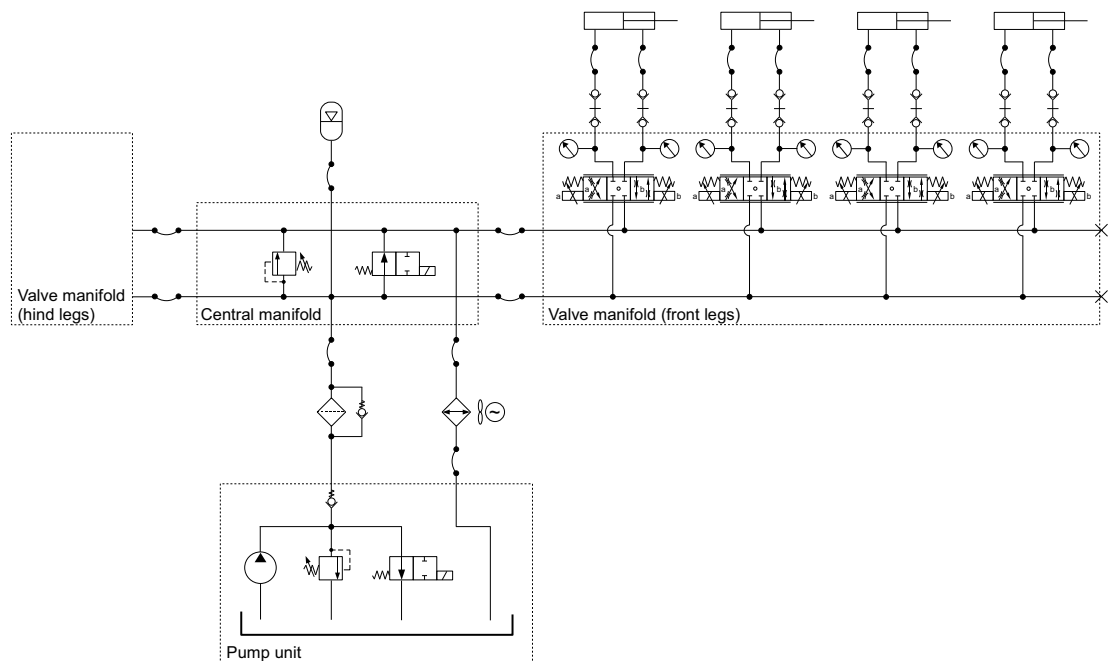 a b a b a b a b
a b a b a b a b
Valve manifold
(hind legs)
Central manifold
Valve manifold (front legs)
Pump unit